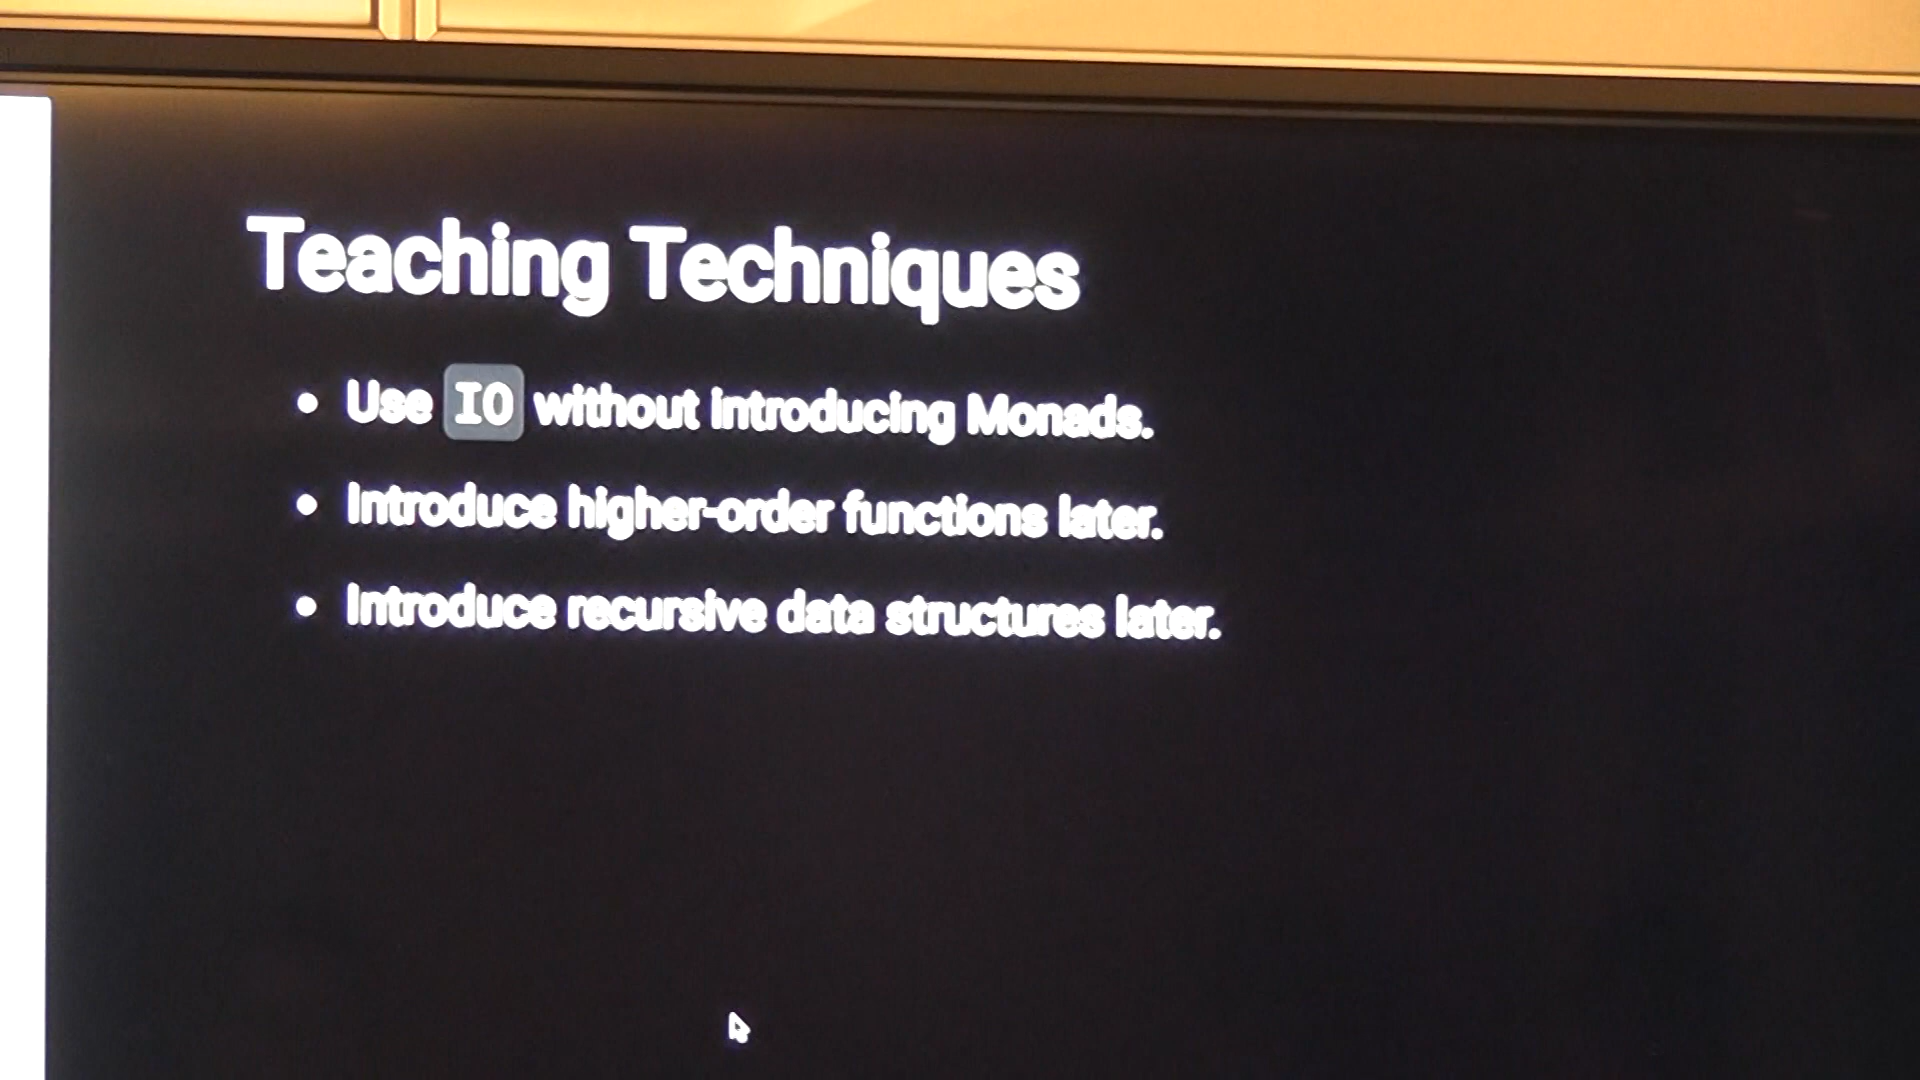 Teaching Techniques
• Use IO without introducing Monads.
• Introduce higher-order functions later.
• Introduce recursive data structures later.